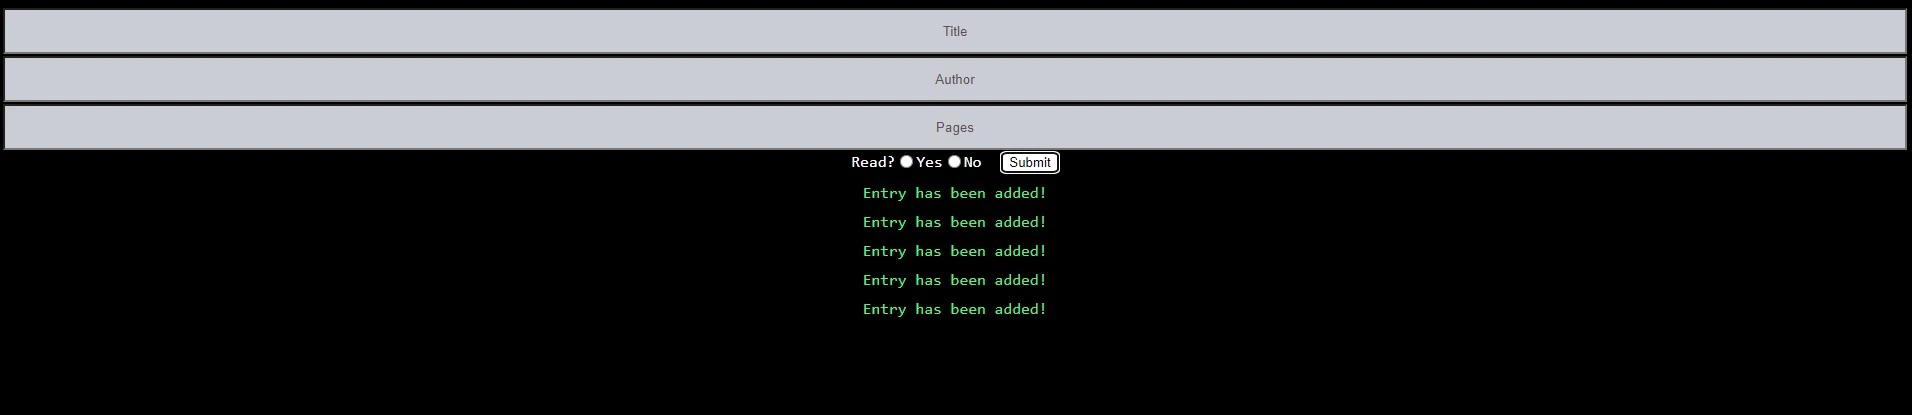 Title
Author
Pages
Read? Yes No Submit
Entry has been added!
Entry has been added!
Entry has been added!
Entry has been added!
Entry has been added!